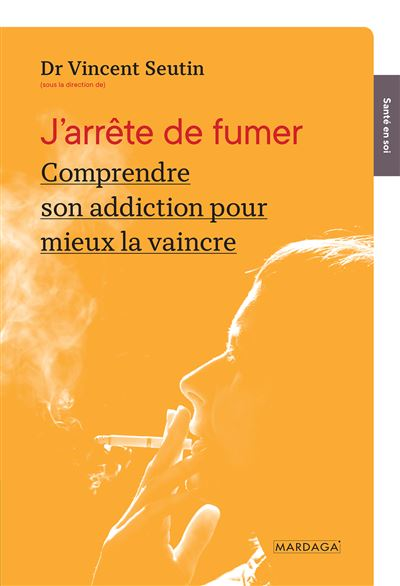 Dr Vincent Seutin
(sous la direction de)
Santé en soi
J'arrête de fumer
Comprendre
son addiction pour
mieux la vaincre
MARDAGA